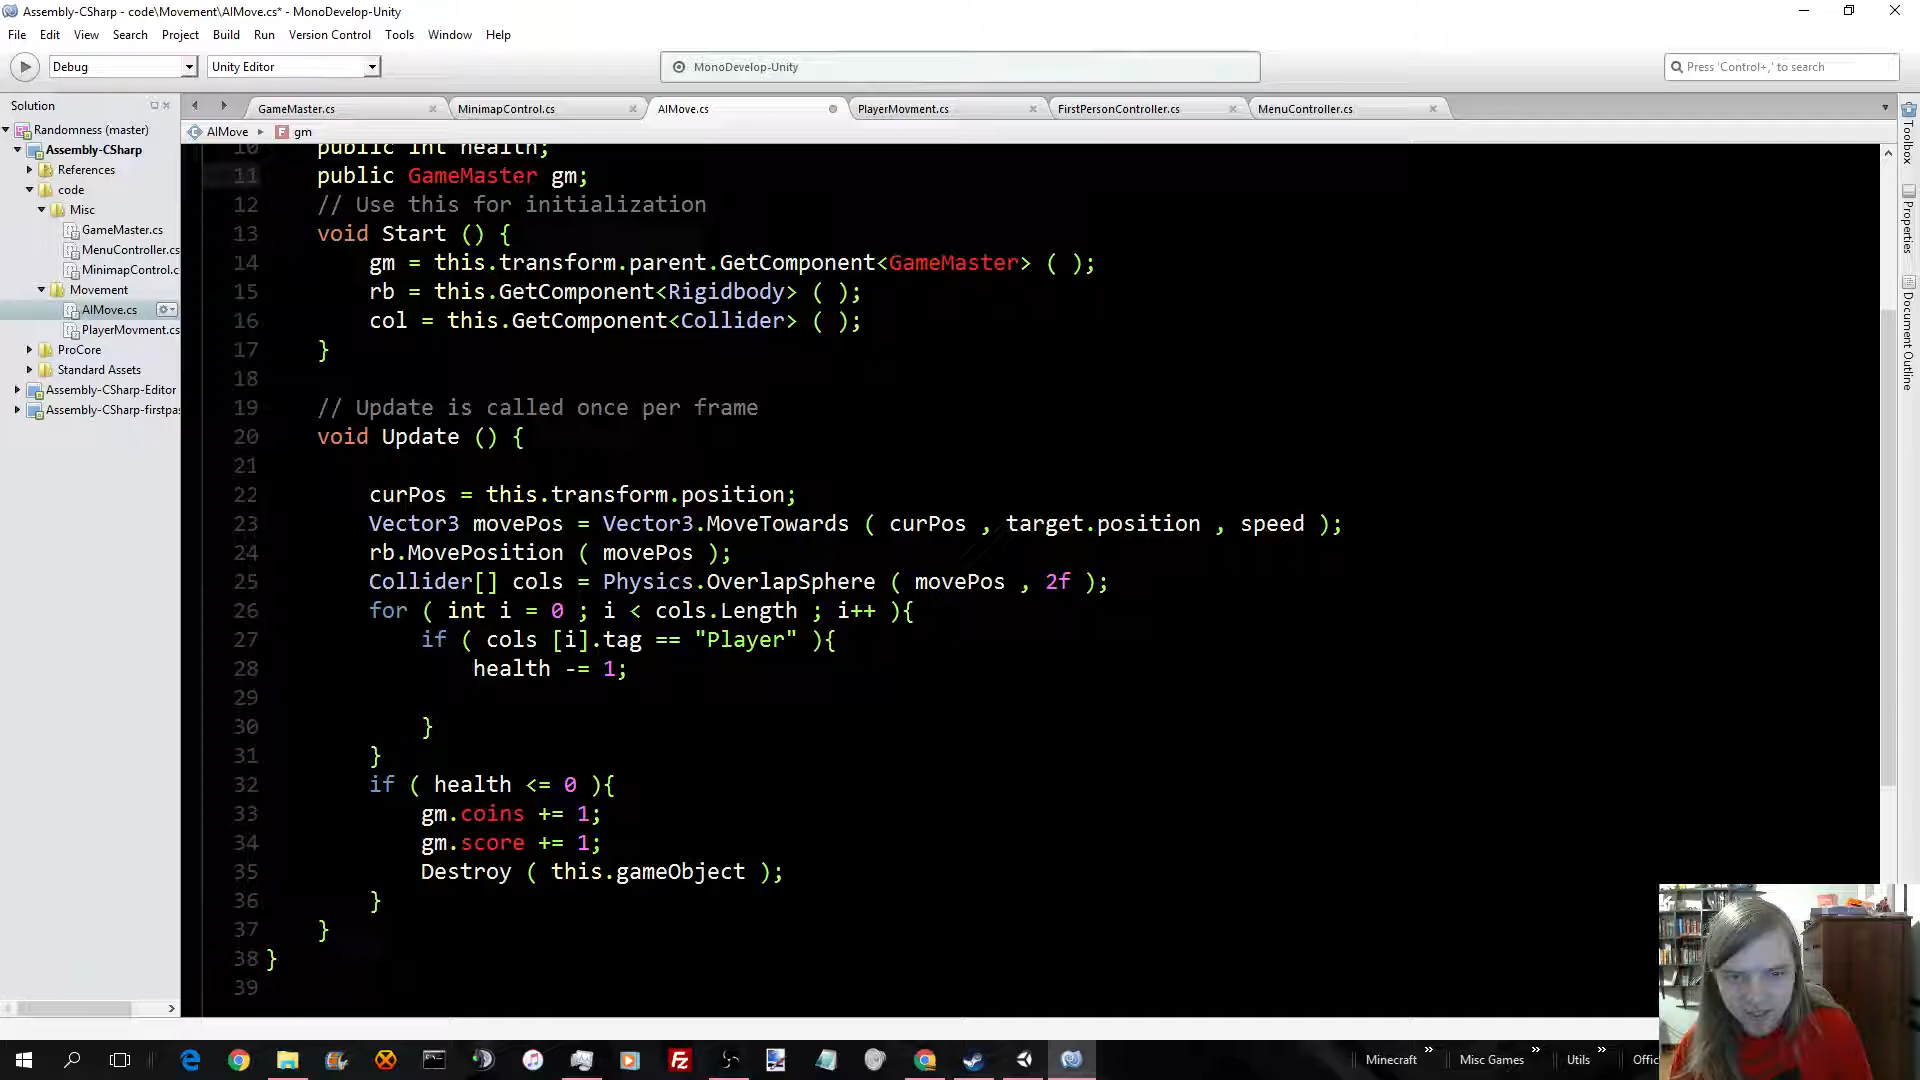 Assembly-CSharp - code\Movement\AIMove.cs* - MonoDevelop-Unity
File Edit View Search Project Build Run Version Control Tools Window Help
Debug Unity Editor MonoDevelop-Unity Press 'Control+,' to search
Solution GameMaster.cs MinimapControl.cs AIMove.cs PlayerMovment.cs FirstPersonController.cs MenuController.cs
AIMove gm
Randomness (master)
Assembly-CSharp
References
code
Misc
GameMaster.cs
MenuController.cs
MinimapControl.c
Movement
AIMove.cs
PlayerMovment.cs
ProCore
Standard Assets
Assembly-CSharp-Editor
Assembly-CSharp-firstpas
10 public int health;
11 public GameMaster gm;
12 // Use this for initialization
13 void Start () {
14 gm = this.transform.parent.GetComponent<GameMaster> ( );
15 rb = this.GetComponent<Rigidbody> ( );
16 col = this.GetComponent<Collider> ( );
17 }
18
19 // Update is called once per frame
20 void Update () {
21
22 curPos = this.transform.position;
23 Vector3 movePos = Vector3.MoveTowards ( curPos , target.position , speed );
24 rb.MovePosition ( movePos );
25 Collider[] cols = Physics.OverlapSphere ( movePos , 2f );
26 for ( int i = 0 ; i < cols.Length ; i++ ){
27 if ( cols [i].tag == "Player" ){
28 health -= 1;
29
30 }
31 }
32 if ( health <= 0 ){
33 gm.coins += 1;
34 gm.score += 1;
35 Destroy ( this.gameObject );
36 }
37 }
38 }
39
Toolbox
Properties
Document Outline
Minecraft » Misc Games » Utils » Offic